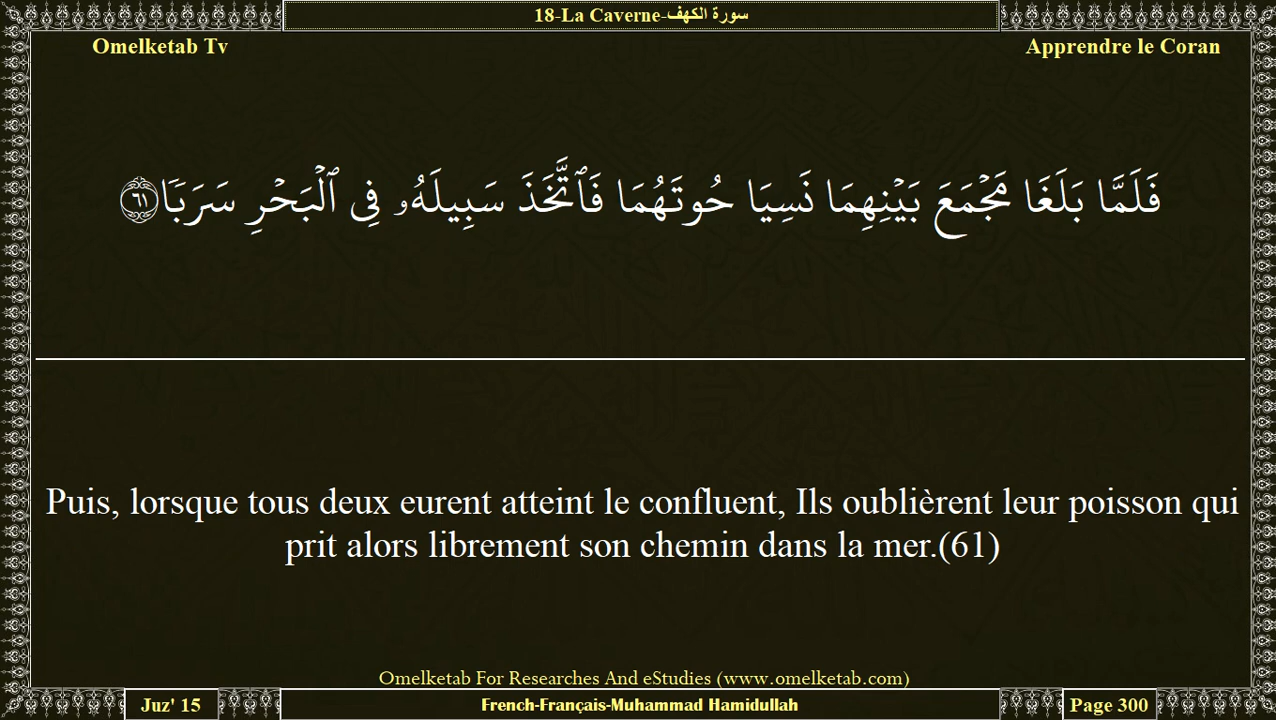 18-La Caverne-سورة الكهف
Omelketab Tv
Apprendre le Coran
فَلَمَّا بَلَغَا مَجْمَعَ بَيْنِهِمَا نَسِيَا حُوتَهُمَا فَٱتَّخَذَ سَبِيلَهُۥ فِى ٱلْبَحْرِ سَرَبًا ٦١
Puis, lorsque tous deux eurent atteint le confluent, Ils oublièrent leur poisson qui
prit alors librement son chemin dans la mer.(61)
Omelketab For Researches And eStudies (www.omelketab.com)
Juz' 15
French-Français-Muhammad Hamidullah
Page 300